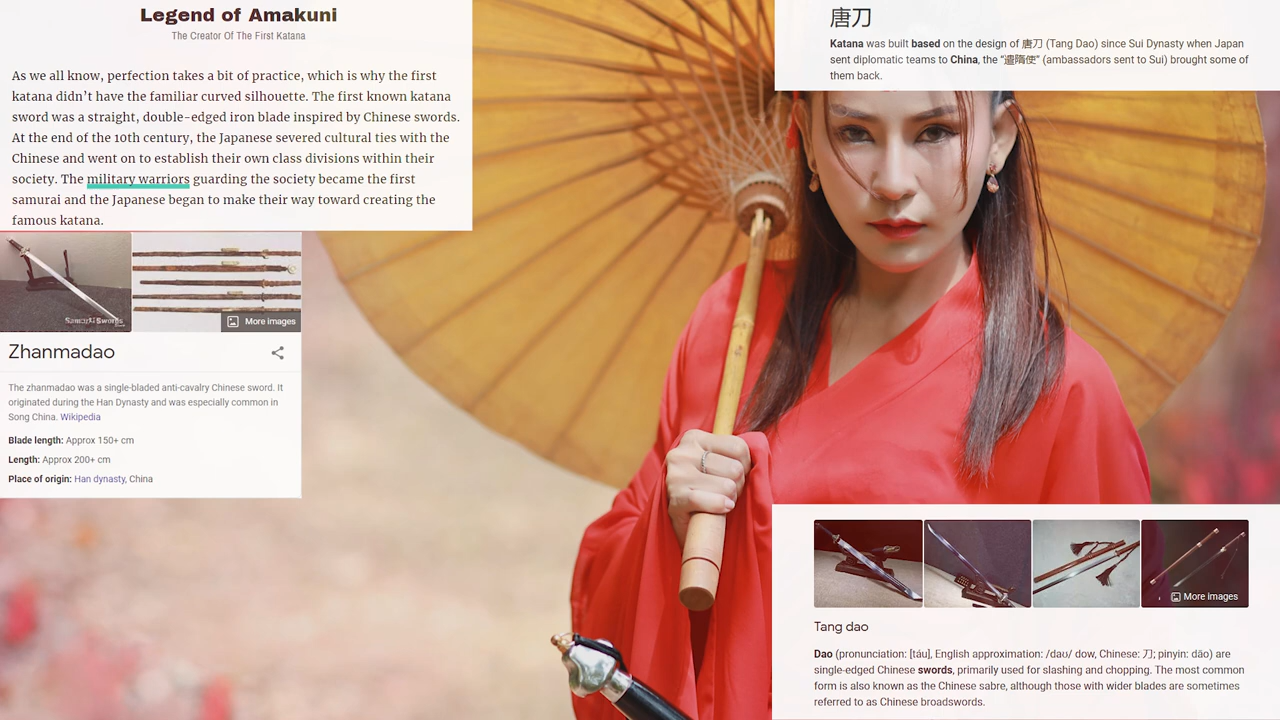 Legend of Amakuni
The Creator Of The First Katana
As we all know, perfection takes a bit of practice, which is why the first
katana didn’t have the familiar curved silhouette. The first known katana
sword was a straight, double-edged iron blade inspired by Chinese swords.
At the end of the 10th century, the Japanese severed cultural ties with the
Chinese and went on to establish their own class divisions within their
society. The military warriors guarding the society became the first
samurai and the Japanese began to make their way toward creating the
famous katana.
Samurai Swords
More images
Zhanmadao
The zhanmadao was a single-bladed anti-cavalry Chinese sword. It
originated during the Han Dynasty and was especially common in
Song China. Wikipedia
Blade length: Approx 150+ cm
Length: Approx 200+ cm
Place of origin: Han dynasty, China
唐刀
Katana was built based on the design of 唐刀 (Tang Dao) since Sui Dynasty when Japan
sent diplomatic teams to China, the “遣隋使” (ambassadors sent to Sui) brought some of
them back.
More images
Tang dao
Dao (pronunciation: [táu], English approximation: /daʊ/ dow, Chinese: 刀; pinyin: dāo) are
single-edged Chinese swords, primarily used for slashing and chopping. The most common
form is also known as the Chinese sabre, although those with wider blades are sometimes
referred to as Chinese broadswords.